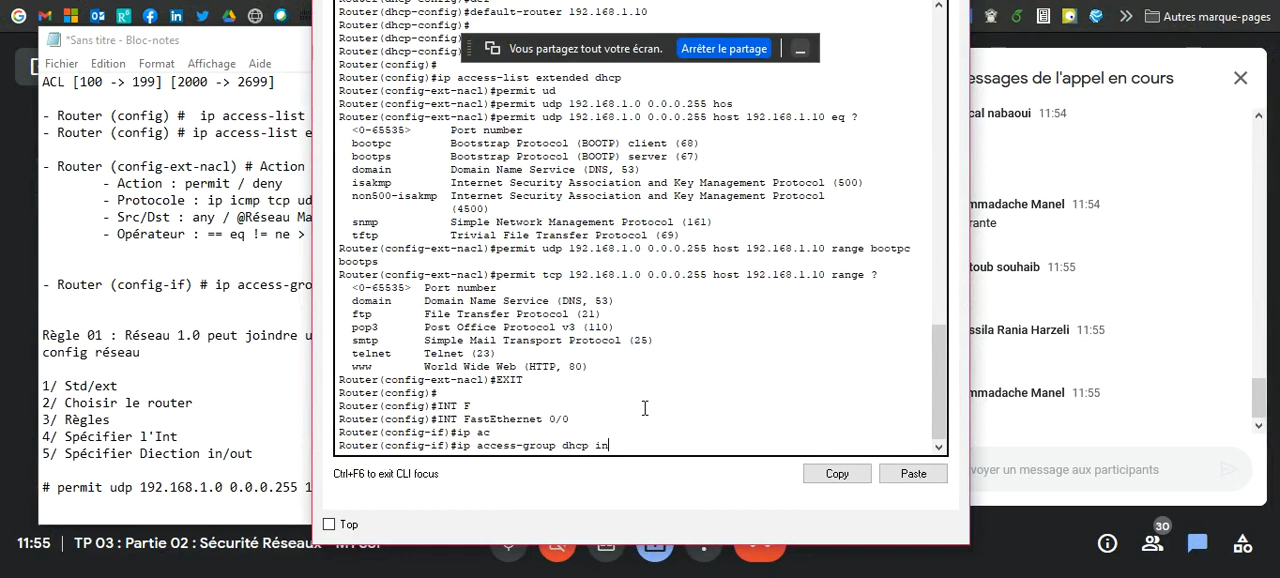 Autres marque-pages
*Sans titre - Bloc-notes
Fichier Edition Format Affichage Aide
ACL [100 -> 199] [2000 -> 2699]
- Router (config) # ip access-list
- Router (config) # ip access-list e
- Router (config-ext-nacl) # Action
- Action : permit / deny
- Protocole : ip icmp tcp ud
- Src/Dst : any / @Réseau Ma
- Opérateur : == eq != ne >
- Router (config-if) # ip access-gro
Règle 01 : Réseau 1.0 peut joindre u
config réseau
1/ Std/ext
2/ Choisir le router
3/ Règles
4/ Spécifier l'Int
5/ Spécifier Diection in/out
# permit udp 192.168.1.0 0.0.0.255 1
Router(dhcp-config)#default-router 192.168.1.10
Router(dhcp-config)#
Router(dhcp-config)
Router(dhcp-config)
Vous partagez tout votre écran. Arrêter le partage
Router(config)#
Router(config)#ip access-list extended dhcp
Router(config-ext-nacl)#permit ud
Router(config-ext-nacl)#permit udp 192.168.1.0 0.0.0.255 hos
Router(config-ext-nacl)#permit udp 192.168.1.0 0.0.0.255 host 192.168.1.10 eq ?
<0-65535> Port number
bootpc Bootstrap Protocol (BOOTP) client (68)
bootps Bootstrap Protocol (BOOTP) server (67)
domain Domain Name Service (DNS, 53)
isakmp Internet Security Association and Key Management Protocol (500)
non500-isakmp Internet Security Association and Key Management Protocol
(4500)
snmp Simple Network Management Protocol (161)
tftp Trivial File Transfer Protocol (69)
Router(config-ext-nacl)#permit udp 192.168.1.0 0.0.0.255 host 192.168.1.10 range bootpc
bootps
Router(config-ext-nacl)#permit tcp 192.168.1.0 0.0.0.255 host 192.168.1.10 range ?
<0-65535> Port number
domain Domain Name Service (DNS, 53)
ftp File Transfer Protocol (21)
pop3 Post Office Protocol v3 (110)
smtp Simple Mail Transport Protocol (25)
telnet Telnet (23)
www World Wide Web (HTTP, 80)
Router(config-ext-nacl)#EXIT
Router(config)#
Router(config)#INT F
Router(config)#INT FastEthernet 0/0
Router(config-if)#ip ac
Router(config-if)#ip access-group dhcp in
Ctrl+F6 to exit CLI focus
Copy Paste
Top
essages de l'appel en cours
cal nabaoui 11:54
mmadache Manel 11:54
rante
toub souhaib 11:55
ssila Rania Harzeli 11:55
mmadache Manel 11:55
voyer un message aux participants
11:55 | TP 03 : Partie 02 : Sécurité Réseaux
30